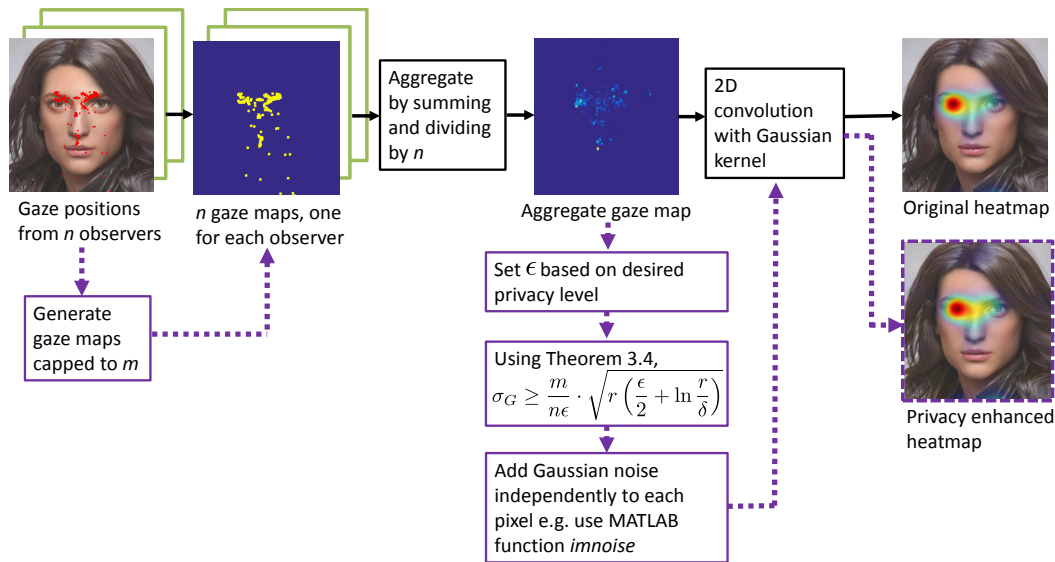 Gaze positions
from n observers
Generate
gaze maps
capped to m
n gaze maps, one
for each observer
Aggregate
by summing
and dividing
by n
Aggregate gaze map
Set ϵ based on desired
privacy level
Using Theorem 3.4,
σ_G ≥ m/(nϵ) · √(r (ϵ/2 + ln r/δ))
Add Gaussian noise
independently to each
pixel e.g. use MATLAB
function imnoise
2D
convolution
with Gaussian
kernel
Original heatmap
Privacy enhanced
heatmap